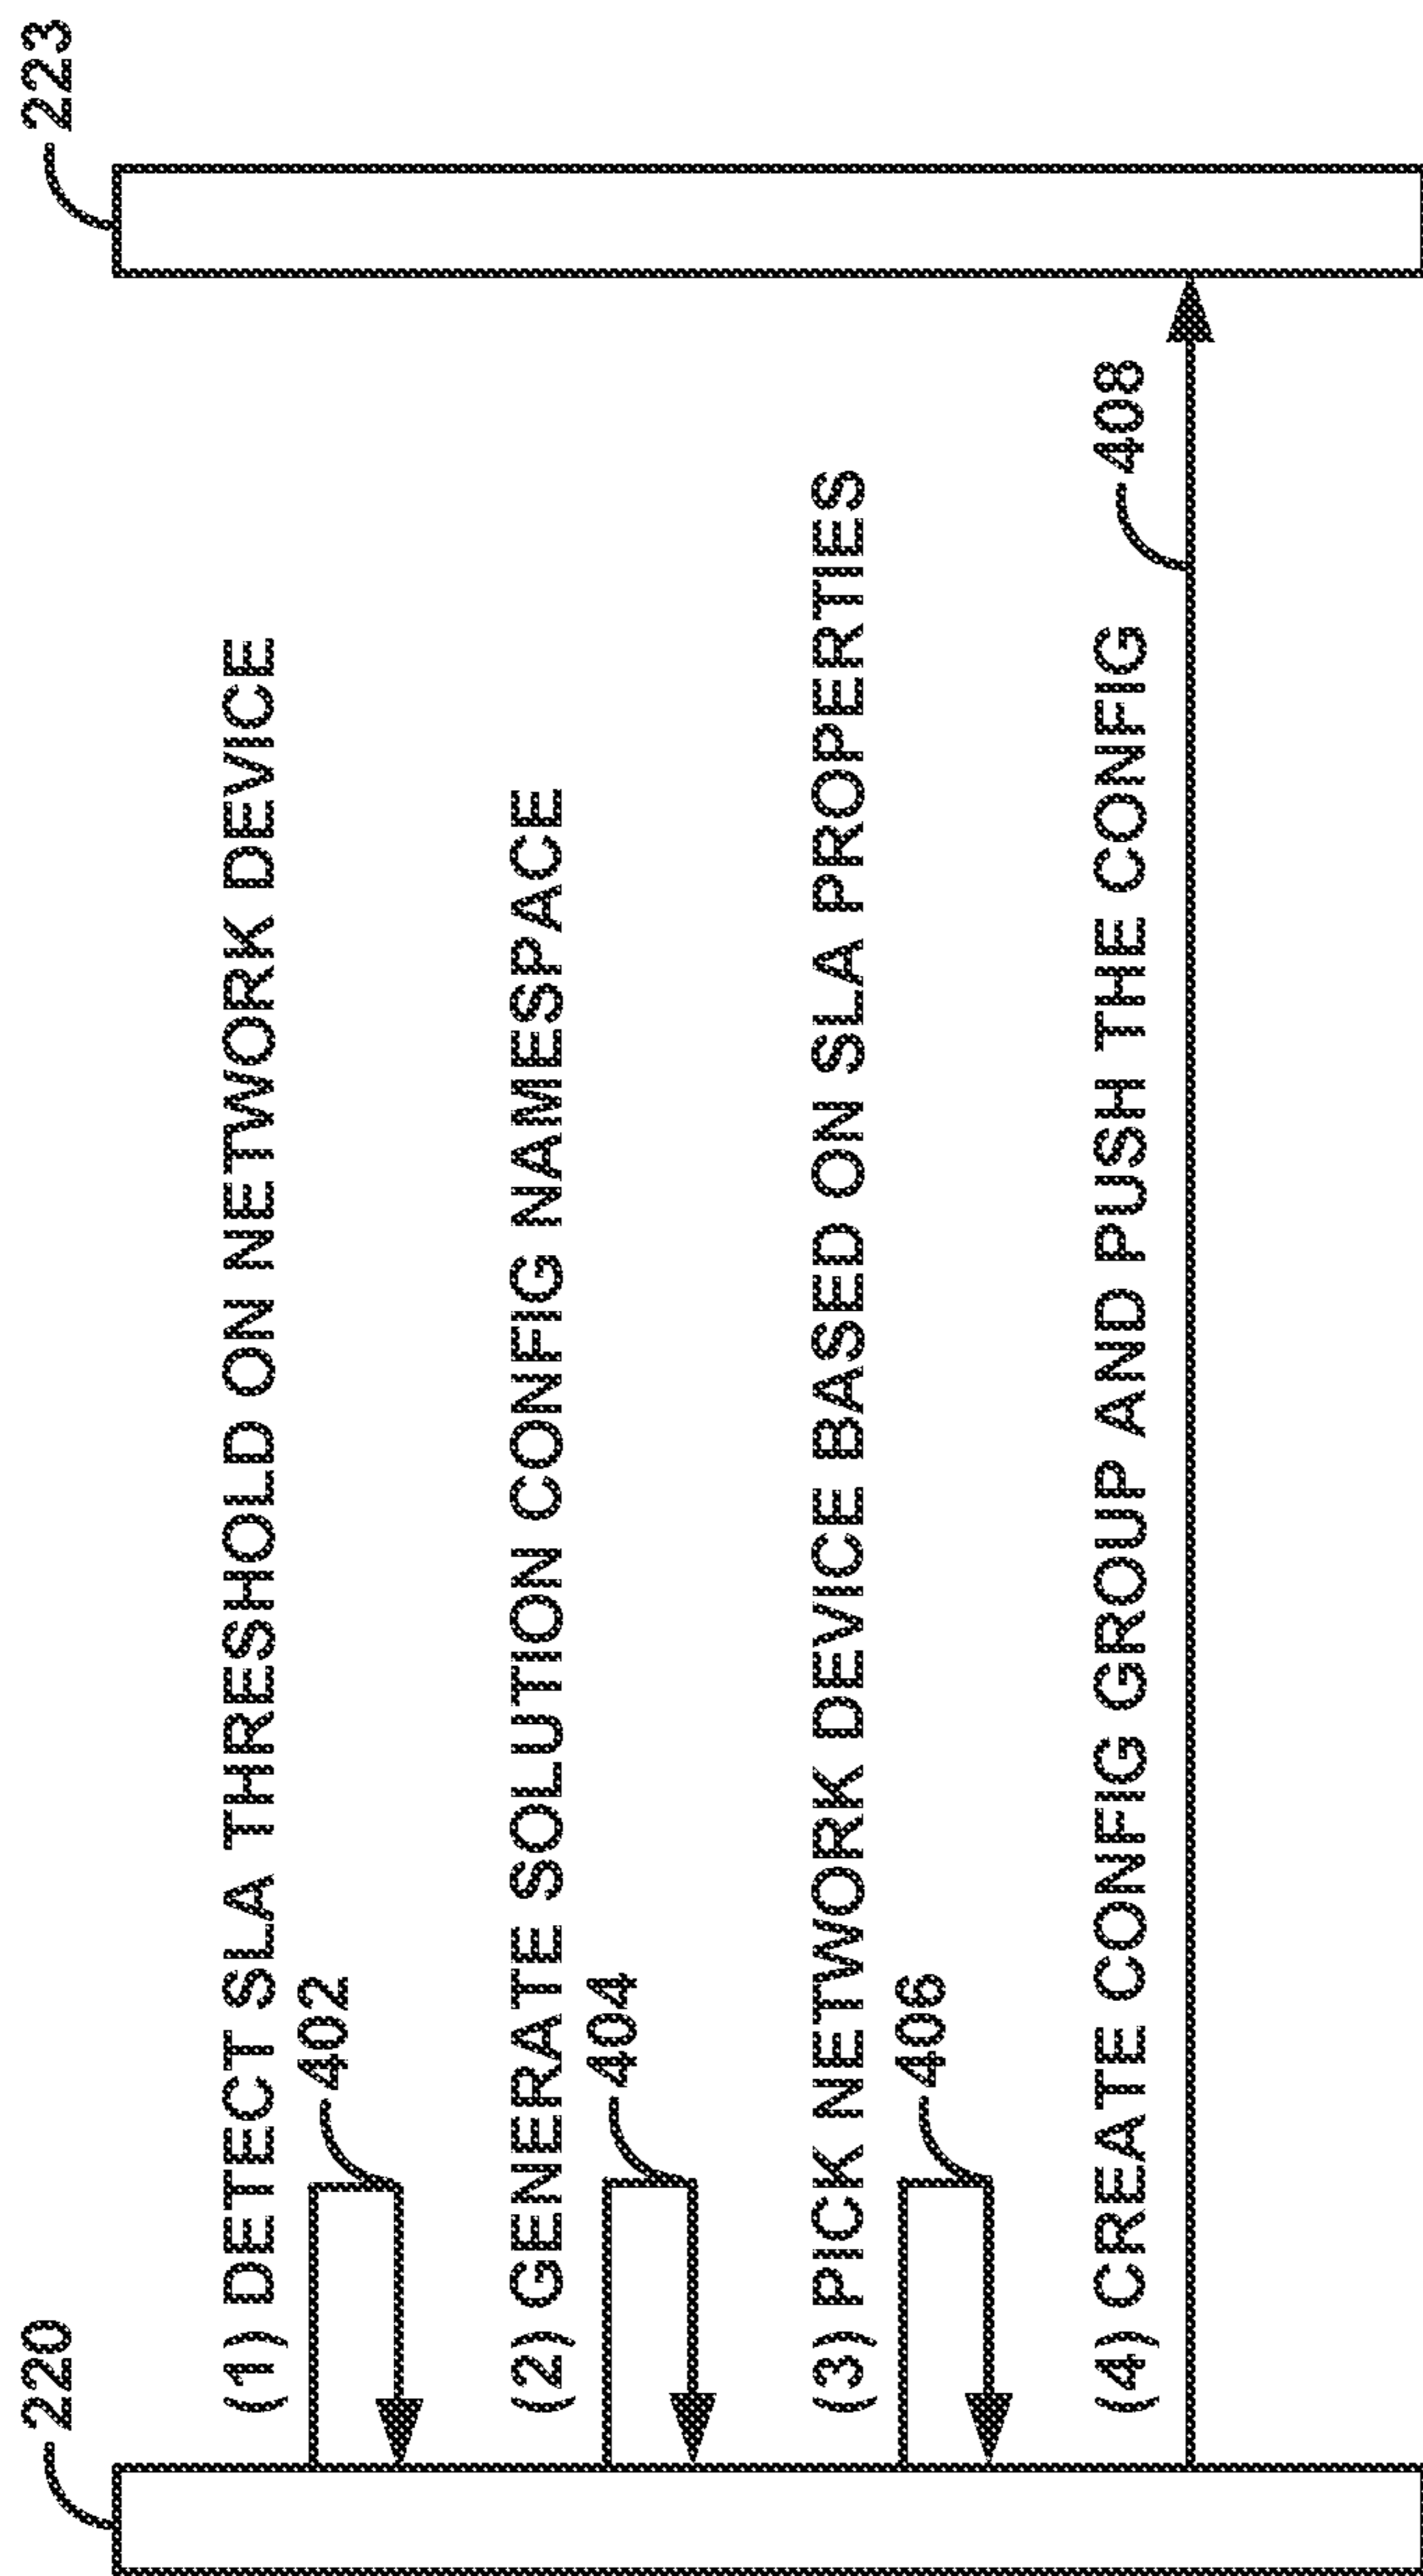 220
223
(1) DETECT SLA THRESHOLD ON NETWORK DEVICE
402
(2) GENERATE SOLUTION CONFIG NAMESPACE
404
(3) PICK NETWORK DEVICE BASED ON SLA PROPERTIES
406
(4) CREATE CONFIG GROUP AND PUSH THE CONFIG
408